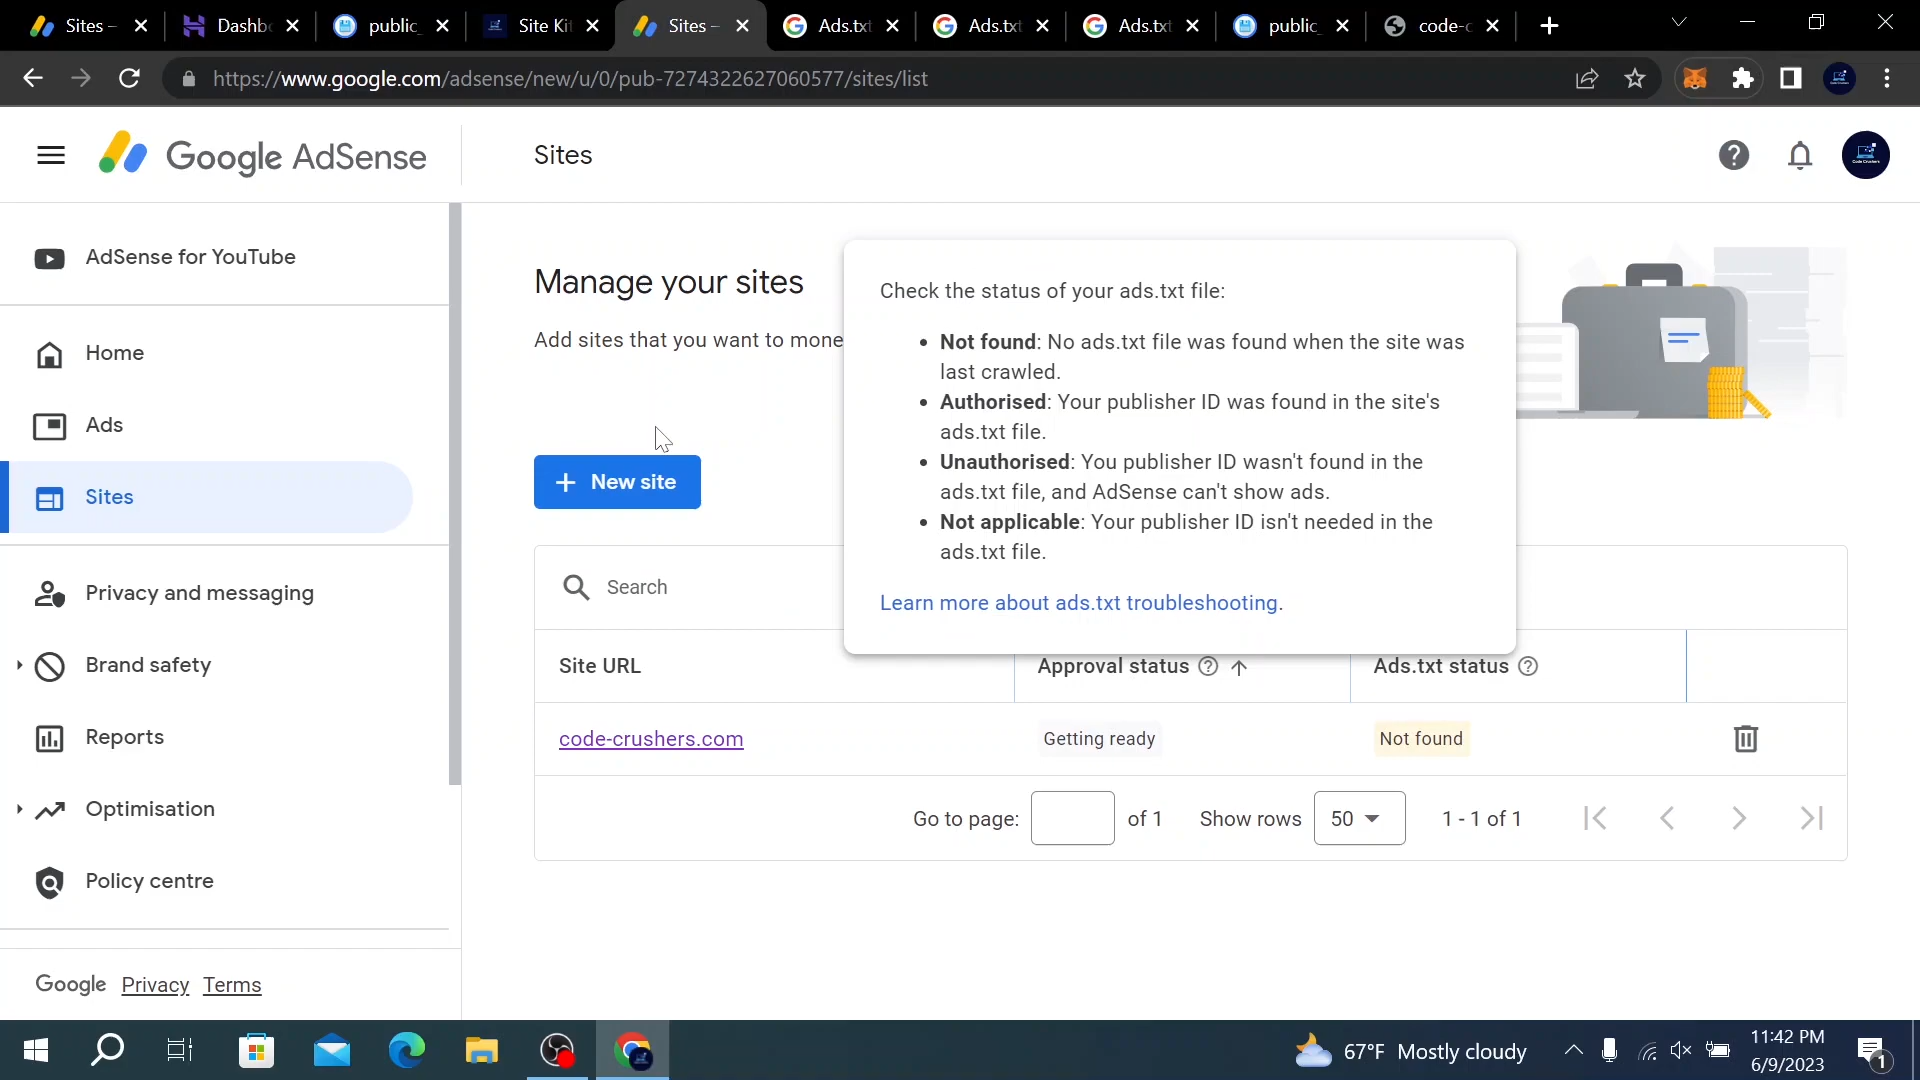 Sites –
Dashb
public_
Site Kit
Sites –
Ads.txt
Ads.txt
Ads.txt
public_
code-c
https://www.google.com/adsense/new/u/0/pub-7274322627060577/sites/list
Google AdSense
Sites
AdSense for YouTube
Home
Ads
Sites
Privacy and messaging
Brand safety
Reports
Optimisation
Policy centre
Google Privacy Terms
Manage your sites
Add sites that you want to mone
New site
Check the status of your ads.txt file:
• Not found: No ads.txt file was found when the site was
last crawled.
• Authorised: Your publisher ID was found in the site's
ads.txt file.
• Unauthorised: You publisher ID wasn't found in the
ads.txt file, and AdSense can't show ads.
• Not applicable: Your publisher ID isn't needed in the
ads.txt file.
Learn more about ads.txt troubleshooting.
Search
Site URL Approval status Ads.txt status
code-crushers.com Getting ready Not found
Go to page: of 1 Show rows 50 1 - 1 of 1
67°F Mostly cloudy
11:42 PM
6/9/2023
1